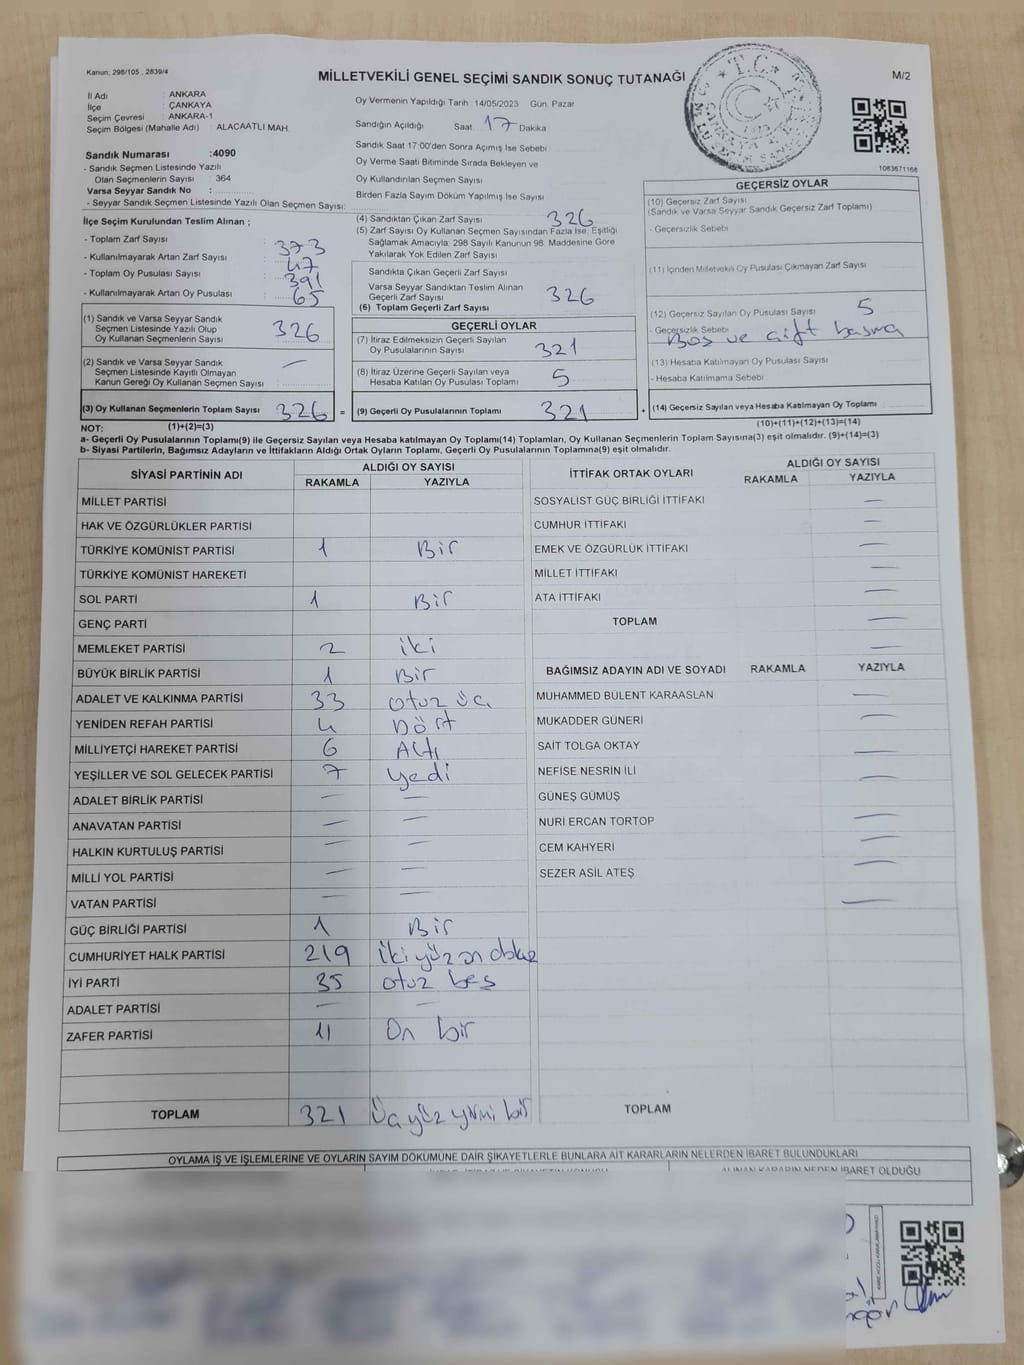 Kanun: 298/105 , 2839/4
MİLLETVEKİLİ GENEL SEÇİMİ SANDIK SONUÇ TUTANAĞI
M/2
İl Adı : ANKARA
İlçe : ÇANKAYA
Seçim Çevresi : ANKARA-1
Seçim Bölgesi (Mahalle Adı) : ALACAATLI MAH.
Sandık Numarası :4090
- Sandık Seçmen Listesinde Yazılı
Olan Seçmenlerin Sayısı : 364
Varsa Seyyar Sandık No :
- Seyyar Sandık Seçmen Listesinde Yazılı Olan Seçmen Sayısı:
Oy Vermenin Yapıldığı Tarih 14/05/2023 Gün: Pazar
Sandığın Açıldığı Saat 17 Dakika
Sandık Saat 17:00'den Sonra Açımış İse Sebebi
Oy Verme Saati Bitiminde Sırada Bekleyen ve
Oy Kullandırılan Seçmen Sayısı
Birden Fazla Sayım Döküm Yapılmış İse Sayısı
1083671168
İlçe Seçim Kurulundan Teslim Alınan ;
- Toplam Zarf Sayısı : 373
- Kullanılmayarak Artan Zarf Sayısı : 47
- Toplam Oy Pusulası Sayısı : 391
- Kullanılmayarak Artan Oy Pusulası : 65
(1) Sandık ve Varsa Seyyar Sandık
Seçmen Listesinde Yazılı Olup
Oy Kullanan Seçmenlerin Sayısı 326
(2) Sandık ve Varsa Seyyar Sandık
Seçmen Listesinde Kayıtlı Olmayan
Kanun Gereği Oy Kullanan Seçmen Sayısı : —
(3) Oy Kullanan Seçmenlerin Toplam Sayısı 326 =
(4) Sandıktan Çıkan Zarf Sayısı 326
(5) Zarf Sayısı Oy Kullanan Seçmen Sayısından Fazla İse, Eşitliği
Sağlamak Amacıyla; 298 Sayılı Kanunun 98. Maddesine Göre
Yakılarak Yok Edilen Zarf Sayısı
Sandıkta Çıkan Geçerli Zarf Sayısı
Varsa Seyyar Sandıktan Teslim Alınan
Geçerli Zarf Sayısı
(6) Toplam Geçerli Zarf Sayısı 326
GEÇERLİ OYLAR
(7) İtiraz Edilmeksizin Geçerli Sayılan
Oy Pusulalarının Sayısı 321
(8) İtiraz Üzerine Geçerli Sayılan veya
Hesaba Katılan Oy Pusulası Toplamı 5
(9) Geçerli Oy Pusulalarının Toplamı 321 +
GEÇERSİZ OYLAR
(10) Geçersiz Zarf Sayısı
(Sandık ve Varsa Seyyar Sandık Geçersiz Zarf Toplamı)
- Geçersizlik Sebebi
(11) İçinden Milletvekili Oy Pusulası Çıkmayan Zarf Sayısı
(12) Geçersiz Sayılan Oy Pusulası Sayısı 5
- Geçersizlik Sebebi Boş ve çift basma
(13) Hesaba Katılmayan Oy Pusulası Sayısı
- Hesaba Katılmama Sebebi
(14) Geçersiz Sayılan veya Hesaba Katılmayan Oy Toplamı :
NOT: (1)+(2)=(3) (10)+(11)+(12)+(13)=(14)
a- Geçerli Oy Pusulalarının Toplamı(9) ile Geçersiz Sayılan veya Hesaba katılmayan Oy Toplamı(14) Toplamları, Oy Kullanan Seçmenlerin Toplam Sayısına(3) eşit olmalıdır. (9)+(14)=(3)
b- Siyasi Partilerin, Bağımsız Adayların ve İttifakların Aldığı Ortak Oyların Toplamı, Geçerli Oy Pusulalarının Toplamına(9) eşit olmalıdır.
SİYASİ PARTİNİN ADI ALDIĞI OY SAYISI
RAKAMLA YAZIYLA
MİLLET PARTİSİ
HAK VE ÖZGÜRLÜKLER PARTİSİ
TÜRKİYE KOMÜNİST PARTİSİ 1 Bir
TÜRKİYE KOMÜNİST HAREKETİ
SOL PARTİ 1 Bir
GENÇ PARTİ
MEMLEKET PARTİSİ 2 iki
BÜYÜK BİRLİK PARTİSİ 1 Bir
ADALET VE KALKINMA PARTİSİ 33 otuz üç
YENİDEN REFAH PARTİSİ 4 Dört
MİLLİYETÇİ HAREKET PARTİSİ 6 Altı
YEŞİLLER VE SOL GELECEK PARTİSİ 7 yedi
ADALET BİRLİK PARTİSİ — —
ANAVATAN PARTİSİ — —
HALKIN KURTULUŞ PARTİSİ — —
MİLLİ YOL PARTİSİ — —
VATAN PARTİSİ — —
GÜÇ BİRLİĞİ PARTİSİ 1 Bir
CUMHURİYET HALK PARTİSİ 219 iki yüz on dokuz
İYİ PARTİ 35 otuz beş
ADALET PARTİSİ — —
ZAFER PARTİSİ 11 On bir
TOPLAM 321 Üç yüz yirmi bir
İTTİFAK ORTAK OYLARI ALDIĞI OY SAYISI
RAKAMLA YAZIYLA
SOSYALİST GÜÇ BİRLİĞİ İTTİFAKI —
CUMHUR İTTİFAKI —
EMEK VE ÖZGÜRLÜK İTTİFAKI —
MİLLET İTTİFAKI —
ATA İTTİFAKI —
TOPLAM —
BAĞIMSIZ ADAYIN ADI VE SOYADI RAKAMLA YAZIYLA
MUHAMMED BÜLENT KARAASLAN —
MUKADDER GÜNERİ —
SAİT TOLGA OKTAY —
NEFİSE NESRİN İLİ —
GÜNEŞ GÜMÜŞ —
NURİ ERCAN TORTOP —
CEM KAHYERİ —
SEZER ASİL ATEŞ —
TOPLAM
OYLAMA İŞ VE İŞLEMLERİNE VE OYLARIN SAYIM DÖKÜMÜNE DAİR ŞİKAYETLERLE BUNLARA AİT KARARLARIN NELERDEN İBARET BULUNDUKLARI
ALINAN KARARIN NEDEN İBARET OLDUĞU